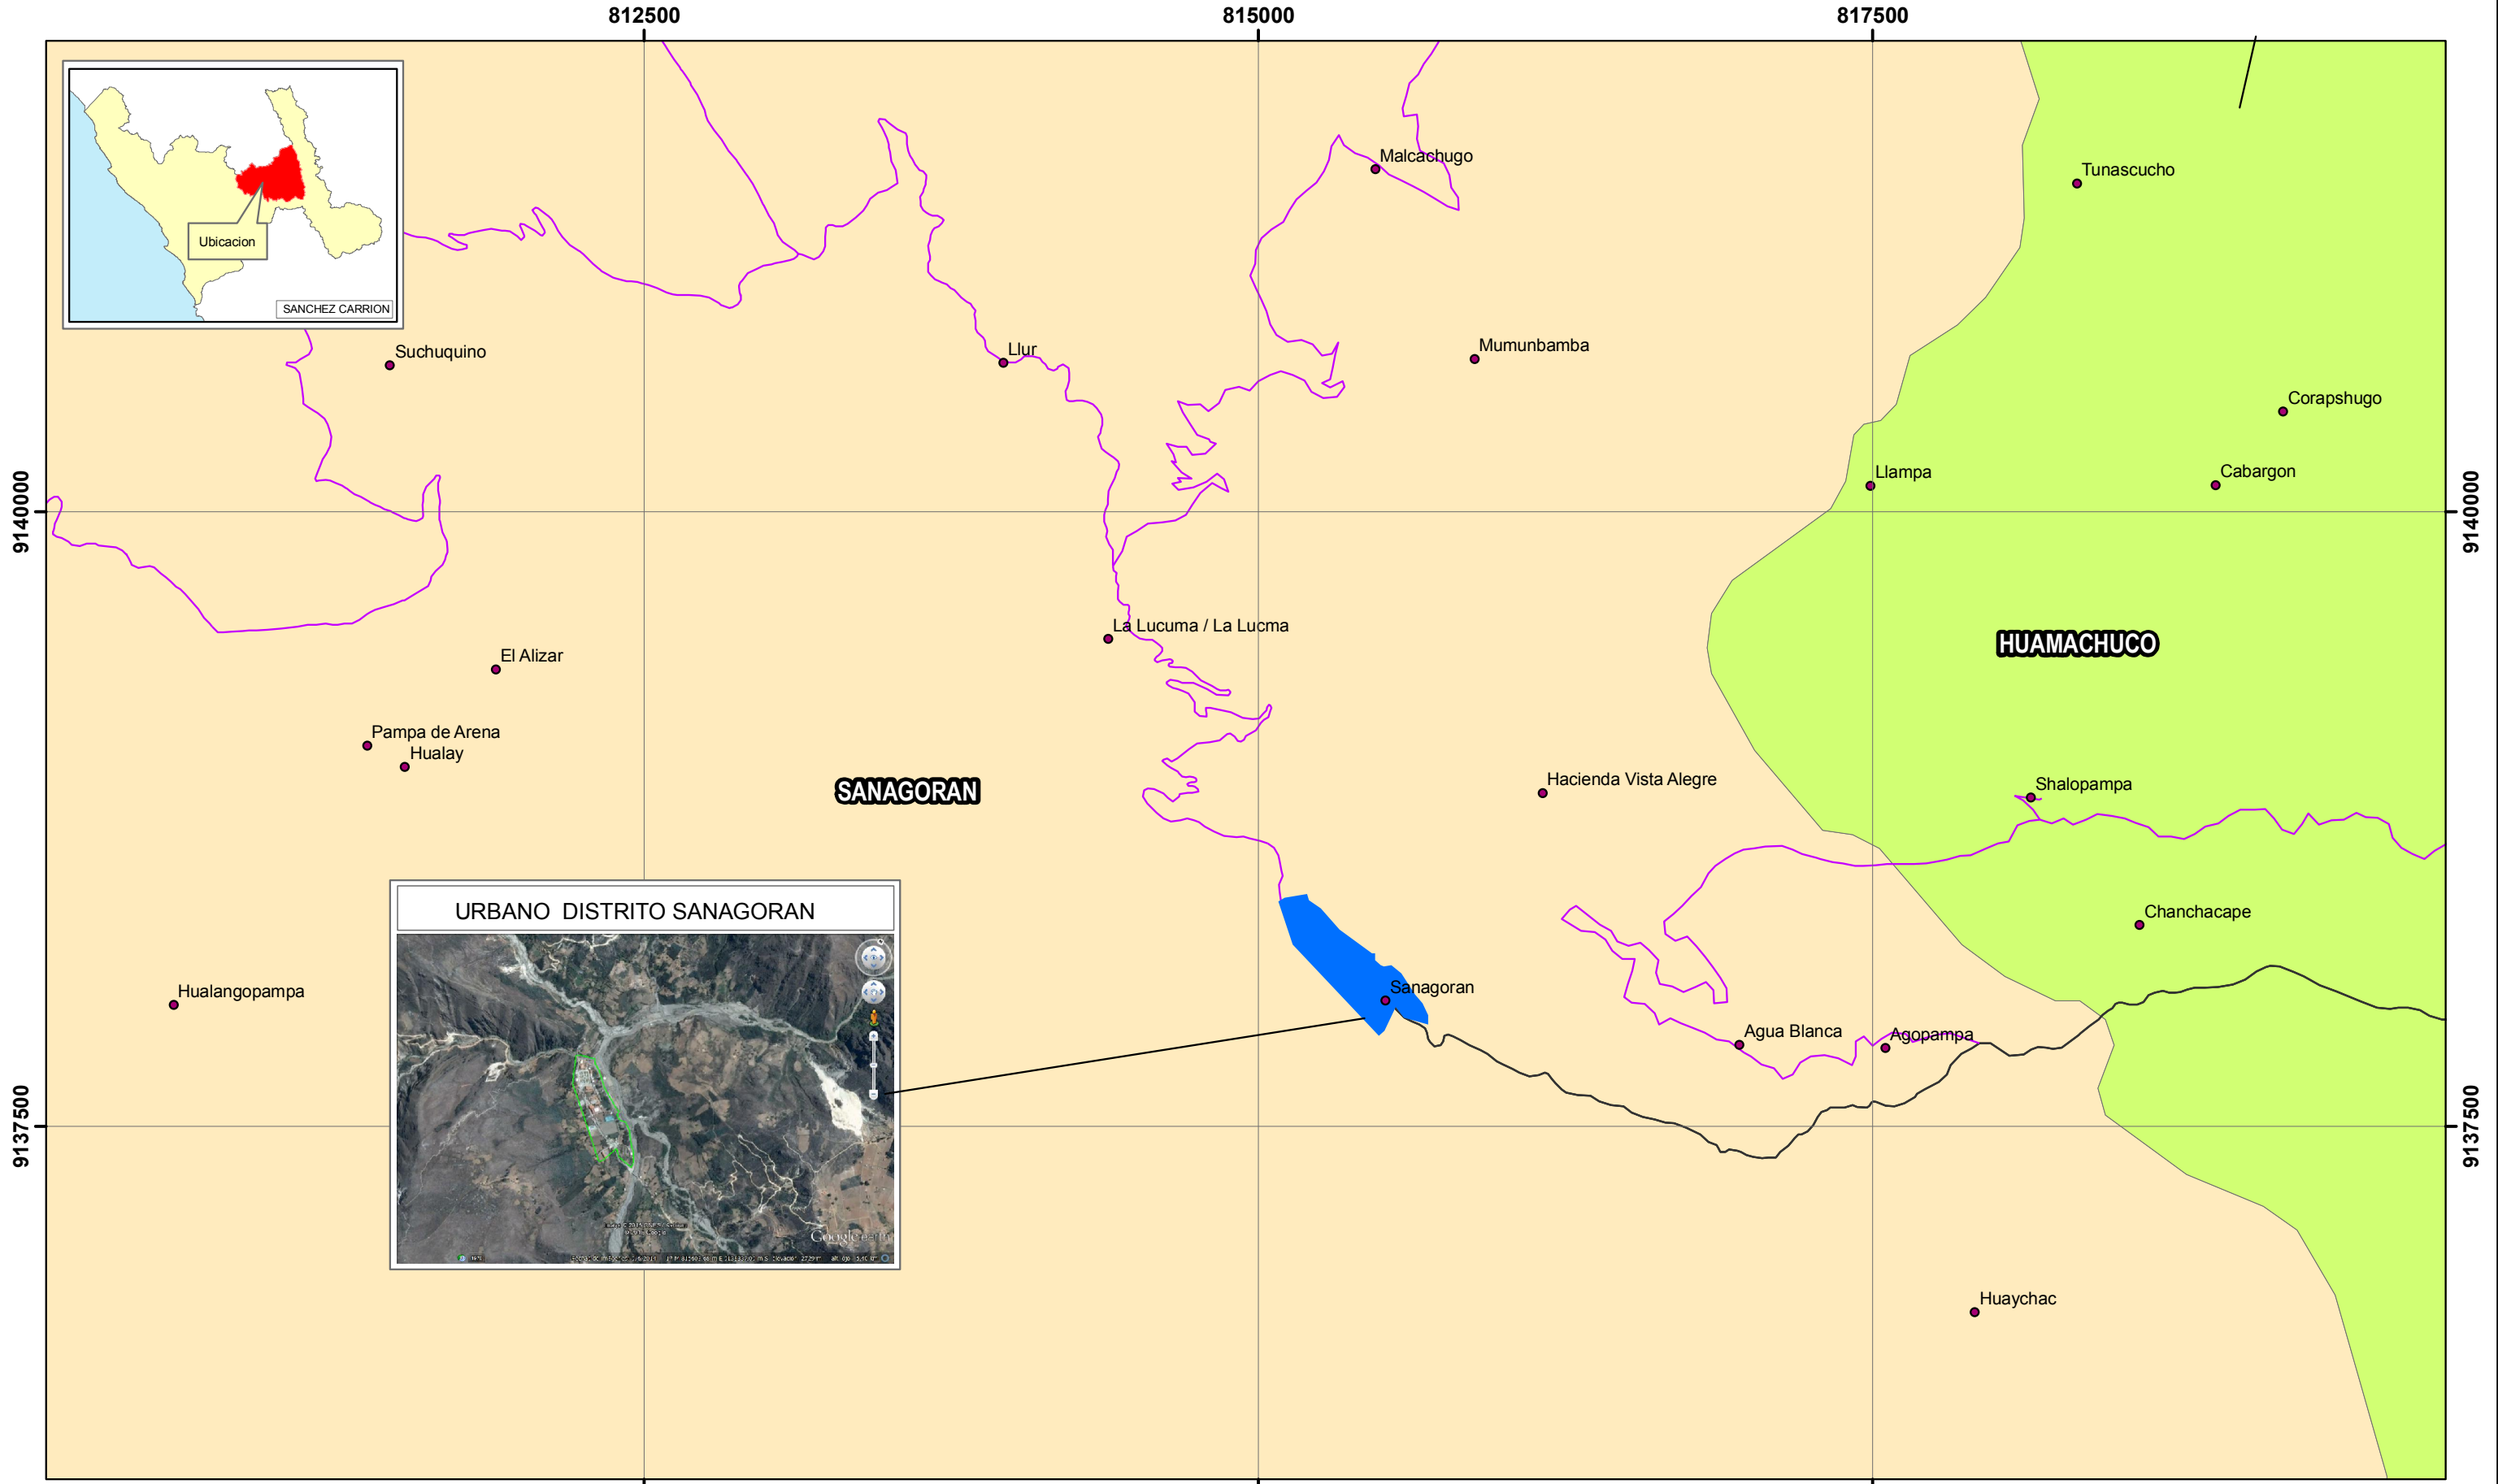 812500
815000
817500
Malcachugo
Tunascucho
Ubicacion
SANCHEZ CARRION
Suchuquino
Llur
Mumunbamba
Corapshugo
Llampa
Cabargon
9140000
9140000
La Lucuma / La Lucma
HUAMACHUCO
El Alizar
Pampa de Arena
Hualay
SANAGORAN
Hacienda Vista Alegre
Shalopampa
URBANO DISTRITO SANAGORAN
Chanchacape
Hualangopampa
Sanagoran
Agua Blanca
Agopampa
9137500
9137500
Google earth
Huaychac